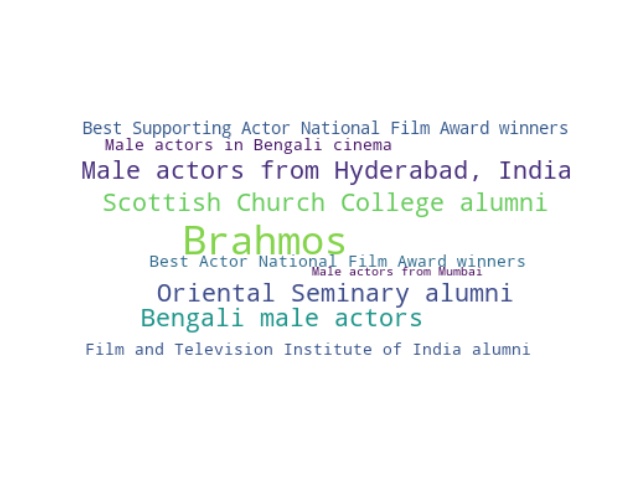 Best Supporting Actor National Film Award winners
Male actors in Bengali cinema
Male actors from Hyderabad, India
Scottish Church College alumni
Brahmos
Best Actor National Film Award winners
Male actors from Mumbai
Oriental Seminary alumni
Bengali male actors
Film and Television Institute of India alumni